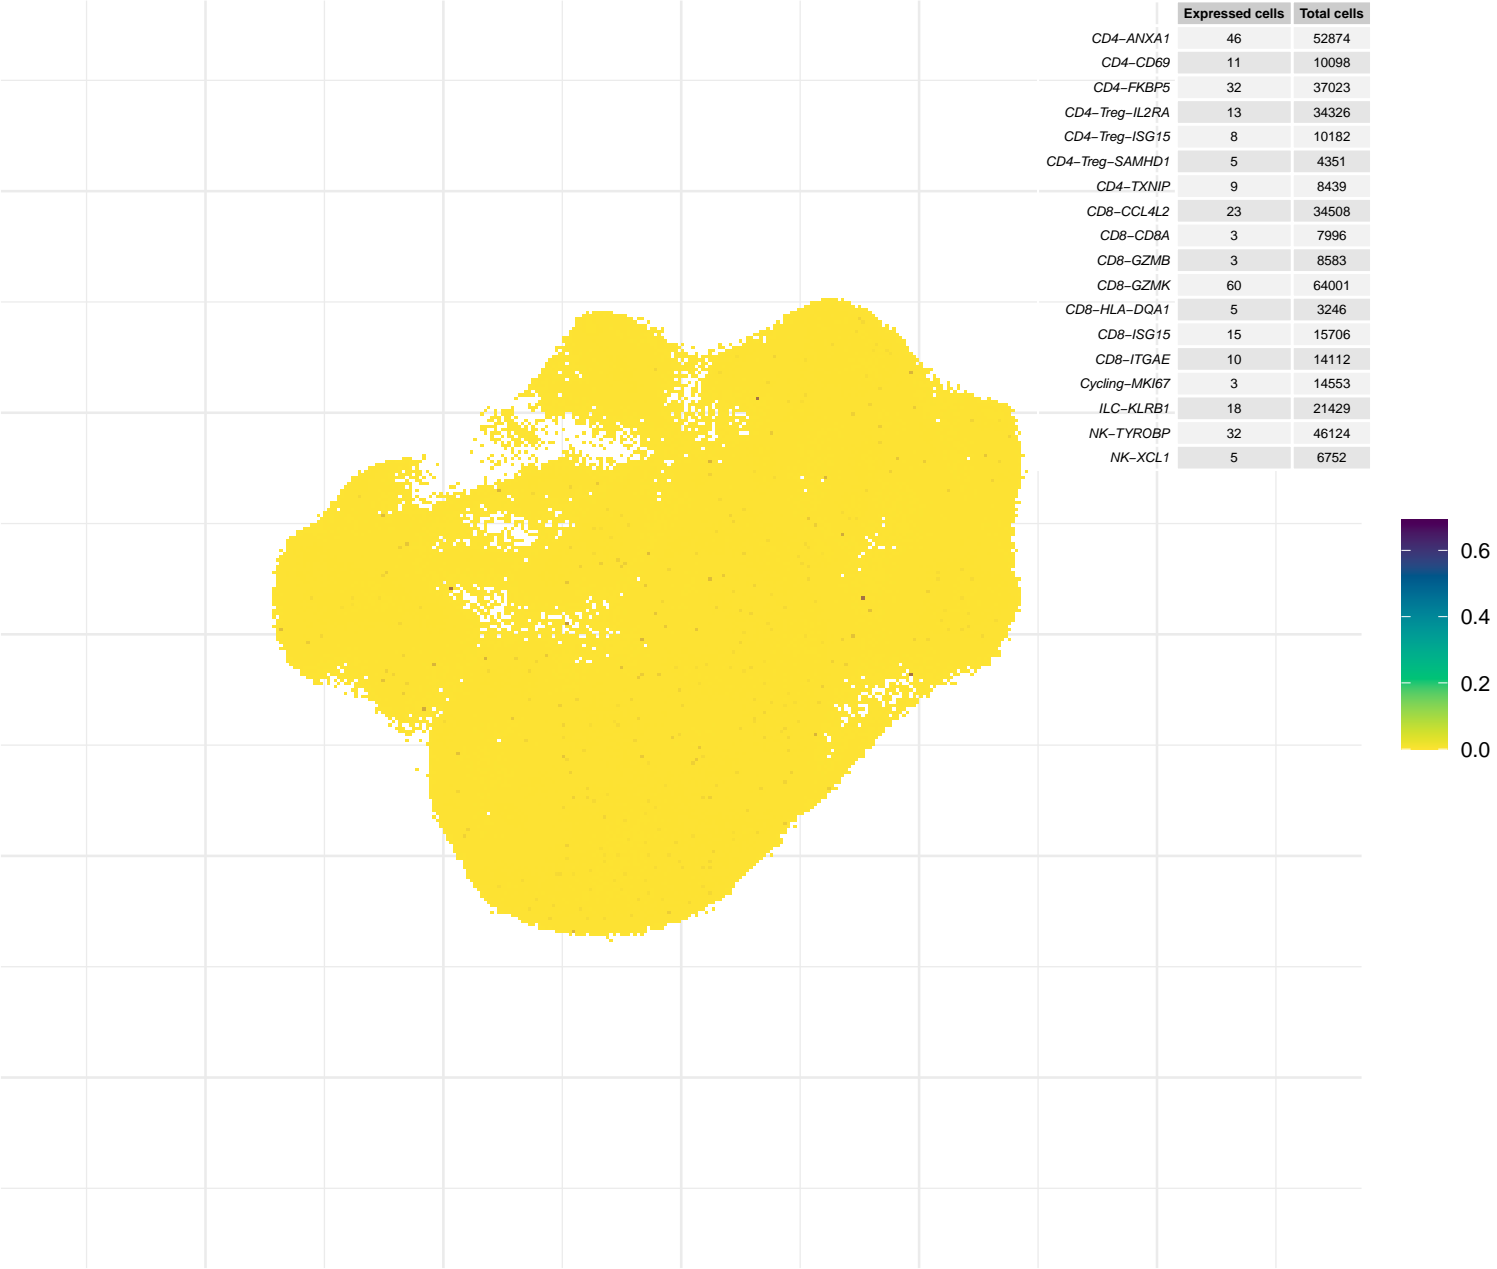 Expressed cells Total cells
CD4−ANXA1 46 52874
CD4−CD69 11 10098
CD4−FKBP5 32 37023
CD4−Treg−IL2RA 13 34326
CD4−Treg−ISG15 8 10182
CD4−Treg−SAMHD1 5 4351
CD4−TXNIP 9 8439
CD8−CCL4L2 23 34508
CD8−CD8A 3 7996
CD8−GZMB 3 8583
CD8−GZMK 60 64001
CD8−HLA−DQA1 5 3246
CD8−ISG15 15 15706
CD8−ITGAE 10 14112
Cycling−MKI67 3 14553
ILC−KLRB1 18 21429
NK−TYROBP 32 46124
NK−XCL1 5 6752
0.6
0.4
0.2
0.0